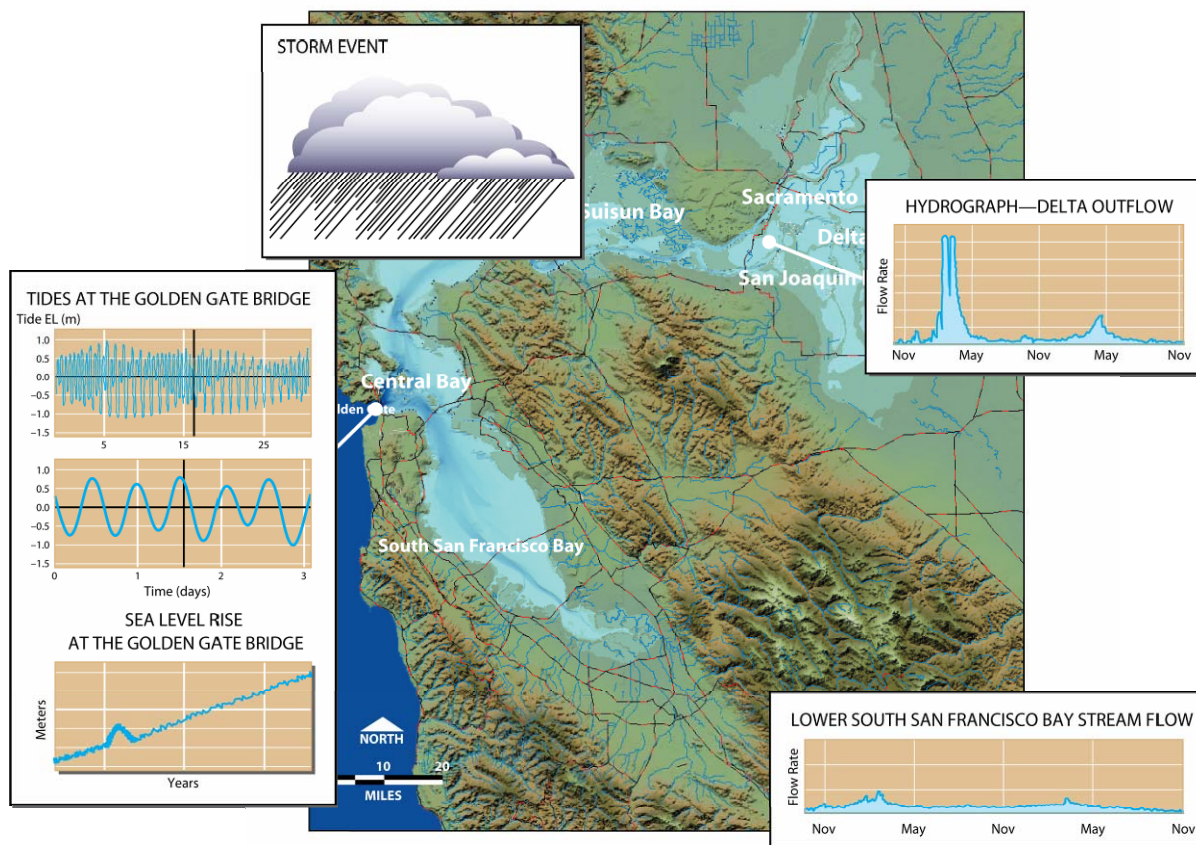 STORM EVENT
Suisun Bay
Sacramento
Delta
San Joaquin
HYDROGRAPH—DELTA OUTFLOW
Flow Rate
Nov May Nov May Nov
TIDES AT THE GOLDEN GATE BRIDGE
Tide EL (m)
1.0
0.5
0.0
−0.5
−1.0
−1.5
5 15 25
1.0
0.5
0.0
−0.5
−1.0
−1.5
0 1 2 3
Time (days)
SEA LEVEL RISE
AT THE GOLDEN GATE BRIDGE
Meters
Years
Central Bay
lden Gate
South San Francisco Bay
NORTH
10 20
MILES
LOWER SOUTH SAN FRANCISCO BAY STREAM FLOW
Flow Rate
Nov May Nov May Nov